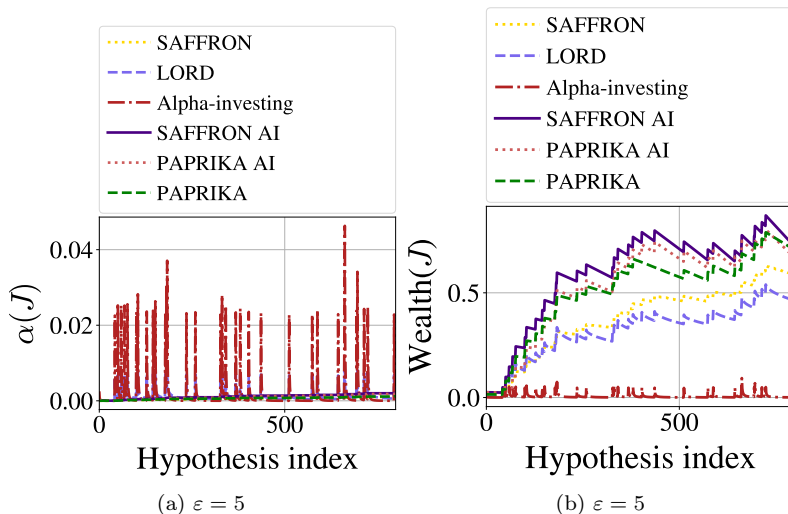 SAFFRON
LORD
Alpha-investing
SAFFRON AI
PAPRIKA AI
PAPRIKA
0.04
0.02
0.00
α(J)
0
500
Hypothesis index
(a) ε = 5
SAFFRON
LORD
Alpha-investing
SAFFRON AI
PAPRIKA AI
PAPRIKA
0.5
0.0
Wealth(J)
0
500
Hypothesis index
(b) ε = 5